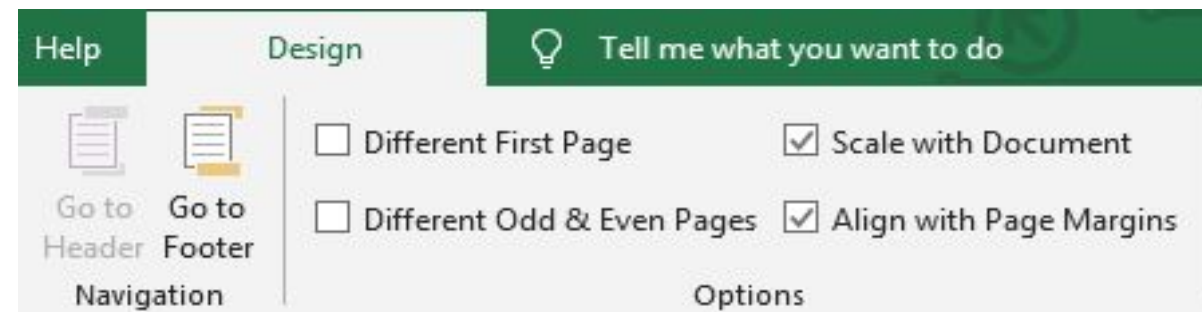 Help Design Tell me what you want to do
Different First Page Scale with Document
Go to Header Go to Footer
Different Odd & Even Pages Align with Page Margins
Navigation Options